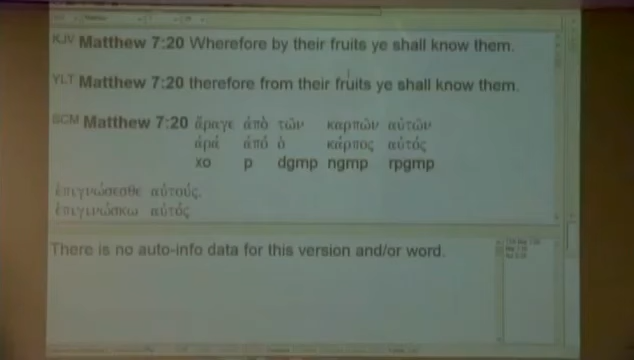 KJV Matthew 7:20 Wherefore by their fruits ye shall know them.
YLT Matthew 7:20 therefore from their fruits ye shall know them.
SCM Matthew 7:20 ἄραγε ἀπὸ τῶν καρπῶν αὐτῶν
ἀρά ἀπό ὁ κάρπος αὐτός
xo p dgmp ngmp rpgmp
ἐπιγνώσεσθε αὐτούς.
ἐπιγινώσκω αὐτός
There is no auto-info data for this version and/or word.